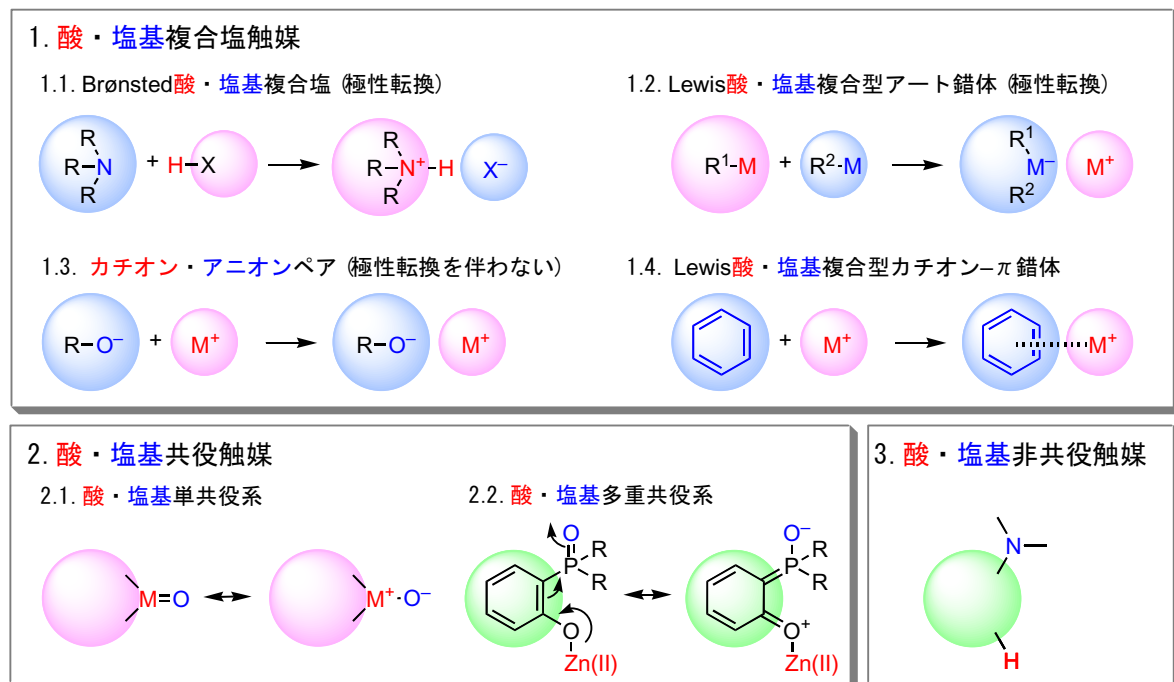 1. 酸・塩基複合塩触媒
1.1. Brønsted酸・塩基複合塩 (極性転換)
R
R N + H X
R
R
R N⁺ H X⁻
R
1.2. Lewis酸・塩基複合型アート錯体 (極性転換)
R¹ M + R² M
R¹
M⁻ M⁺
R²
1.3. カチオン・アニオンペア (極性転換を伴わない)
R O⁻ + M⁺
R O⁻ M⁺
1.4. Lewis酸・塩基複合型カチオン–π錯体
+ M⁺
M⁺
2. 酸・塩基共役触媒
2.1. 酸・塩基単共役系
M=O
M⁺ O⁻
2.2. 酸・塩基多重共役系
O
P R
R
O
Zn(II)
O⁻
P R
R
O⁺
Zn(II)
3. 酸・塩基非共役触媒
N
H